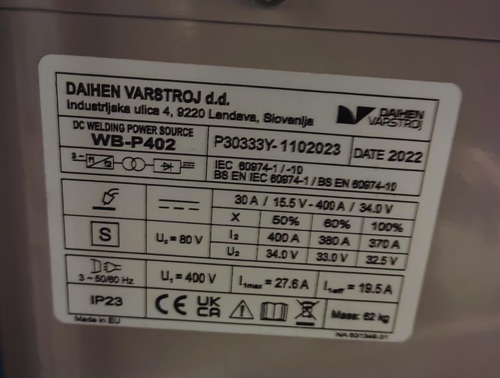 DAIHEN VARSTROJ d.d.
Industrijska ulica 4, 9220 Lendava, Slovenija
DAIHEN
VARSTROJ
DC WELDING POWER SOURCE
WB-P402
P30333Y-1102023
DATE 2022
IEC 60974-1 / -10
BS EN IEC 60974-1 / BS EN 60974-10
30 A / 15.5 V - 400 A / 34.0 V
X 50% 60% 100%
S
U₀ = 80 V
I₂ 400 A 380 A 370 A
U₂ 34.0 V 33.0 V 32.5 V
3 ~ 50/60 Hz
U₁ = 400 V
I₁max = 27.6 A
I₁eff = 19.5 A
IP23
CE
UK
CA
Mass: 62 kg
Made in EU